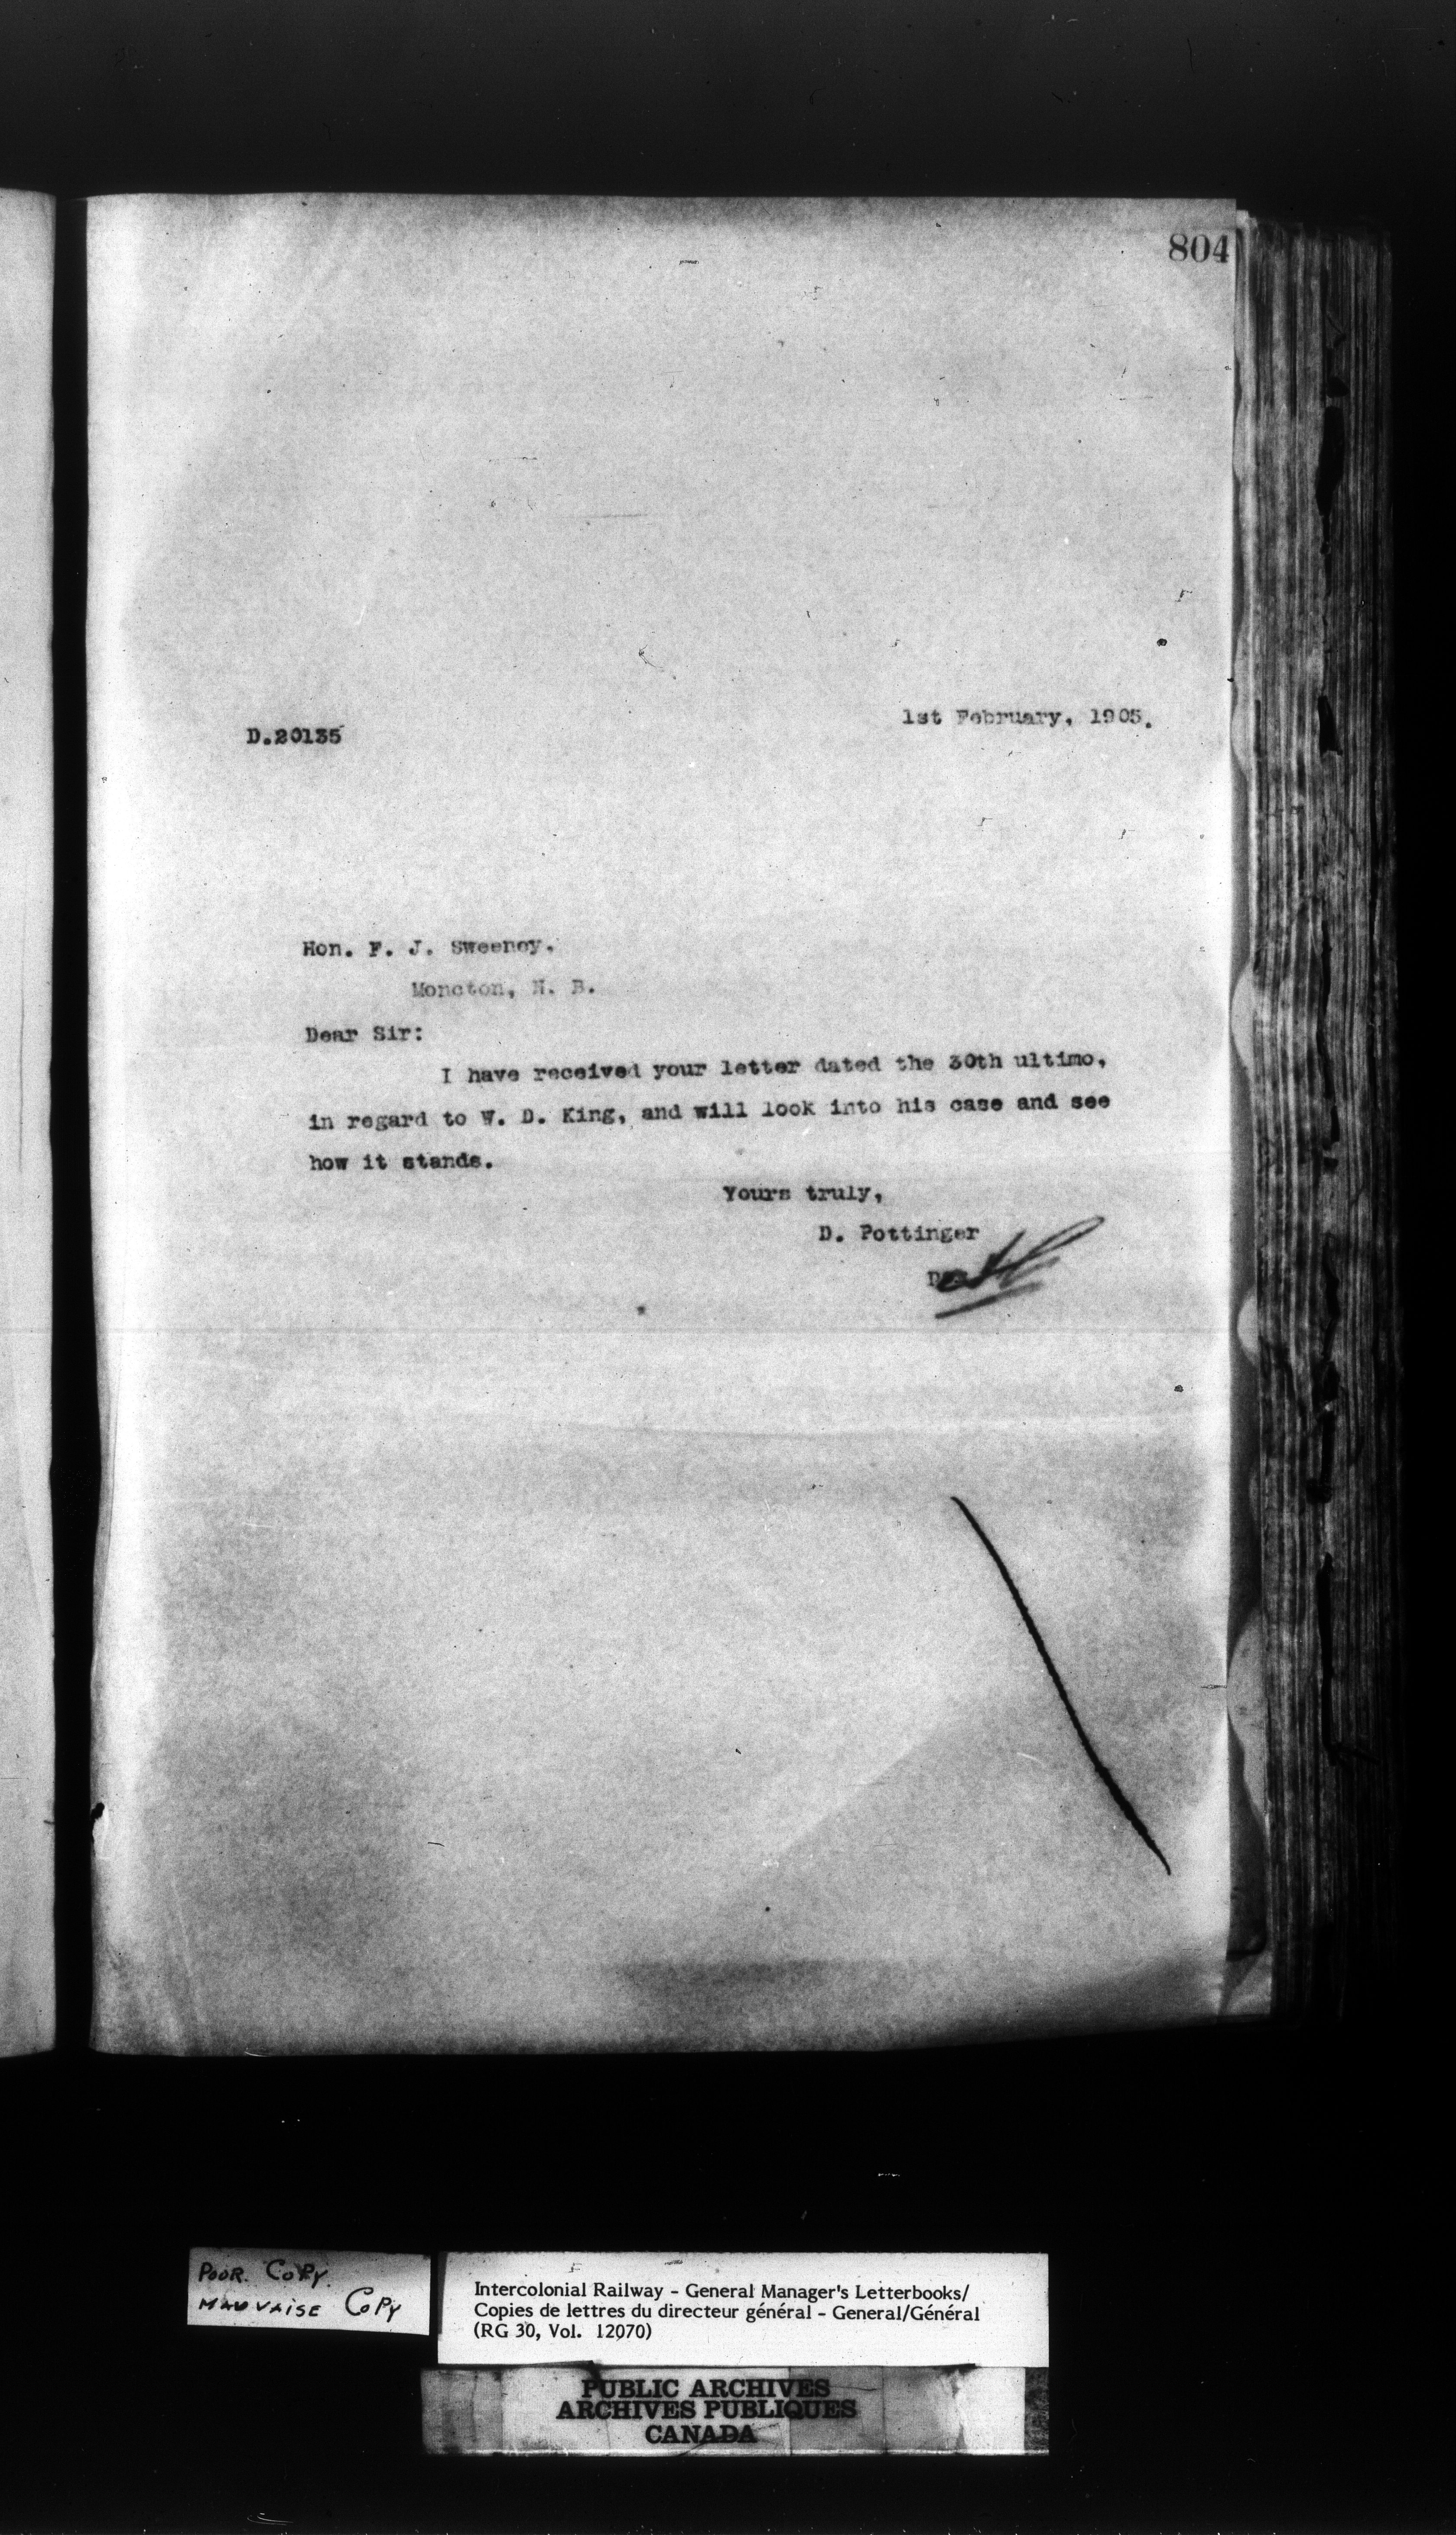 804
1st February, 1905.
D.20135
Hon. F. J. Sweeney.
Moncton, N. B.
Dear Sir:
I have received your letter dated the 30th ultimo,
in regard to W. D. King, and will look into his case and see
how it stands.
Yours truly,
D. Pottinger
POOR COPY
MAUVAISE COPY
Intercolonial Railway - General Manager's Letterbooks/
Copies de lettres du directeur général - General/Général
(RG 30, Vol. 12070)
PUBLIC ARCHIVES
ARCHIVES PUBLIQUES
CANADA